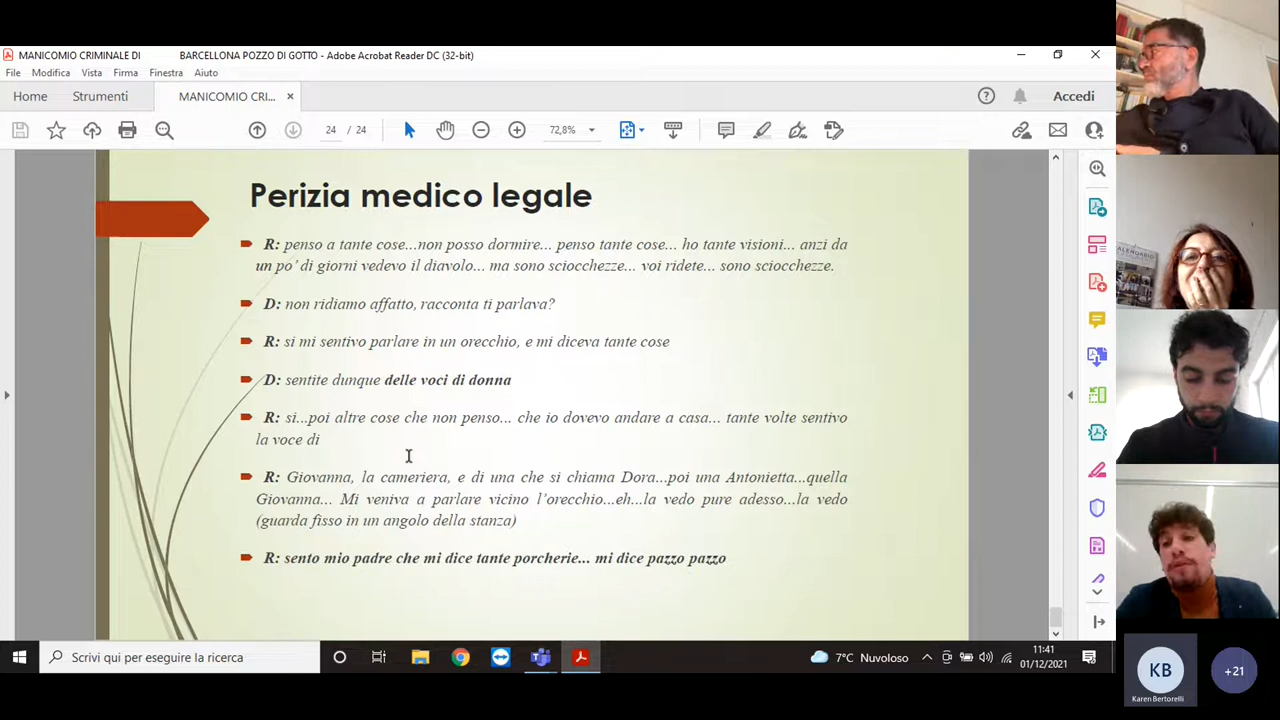 MANICOMIO CRIMINALE DI BARCELLONA POZZO DI GOTTO - Adobe Acrobat Reader DC (32-bit)
File Modifica Vista Firma Finestra Aiuto
Home Strumenti MANICOMIO CRI... Accedi
24 / 24 72,8%
Perizia medico legale
R: penso a tante cose...non posso dormire... penso tante cose... ho tante visioni... anzi da
un po' di giorni vedevo il diavolo... ma sono sciocchezze... voi ridete... sono sciocchezze.
D: non ridiamo affatto, racconta ti parlava?
R: si mi sentivo parlare in un orecchio, e mi diceva tante cose
D: sentite dunque delle voci di donna
R: sì...poi altre cose che non penso... che io dovevo andare a casa... tante volte sentivo
la voce di
R: Giovanna, la cameriera, e di una che si chiama Dora...poi una Antonietta...quella
Giovanna... Mi veniva a parlare vicino l'orecchio...eh...la vedo pure adesso...la vedo
(guarda fisso in un angolo della stanza)
R: sento mio padre che mi dice tante porcherie... mi dice pazzo pazzo
Scrivi qui per eseguire la ricerca
7°C Nuvoloso
11:41
01/12/2021
CALENDARIO
KB
Karen Bertorelli
+21